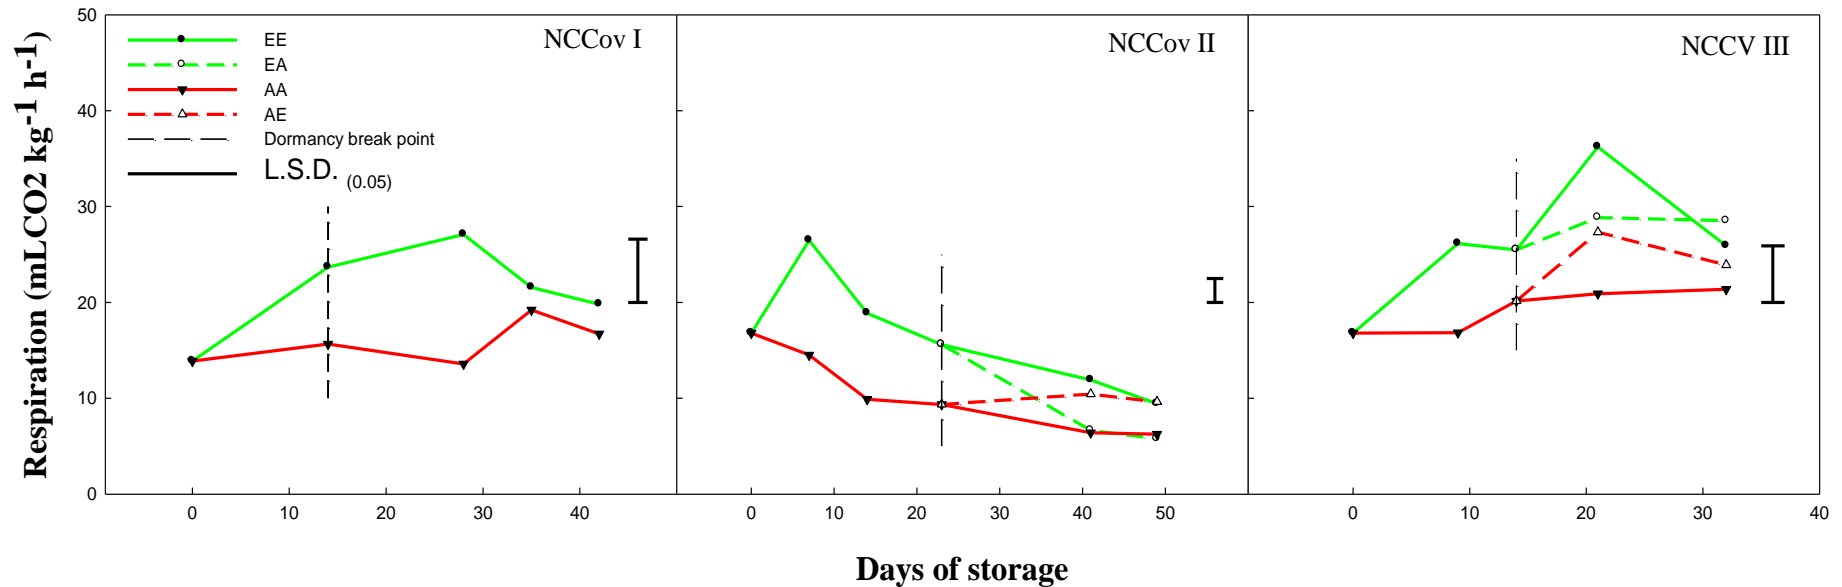 Respiration (mLCO2 kg-1 h-1)
50
40
30
20
10
0
EE
EA
AA
AE
Dormancy break point
L.S.D. (0.05)
NCCov I
NCCov II
NCCV III
0 10 20 30 40
0 10 20 30 40 50
0 10 20 30 40
Days of storage